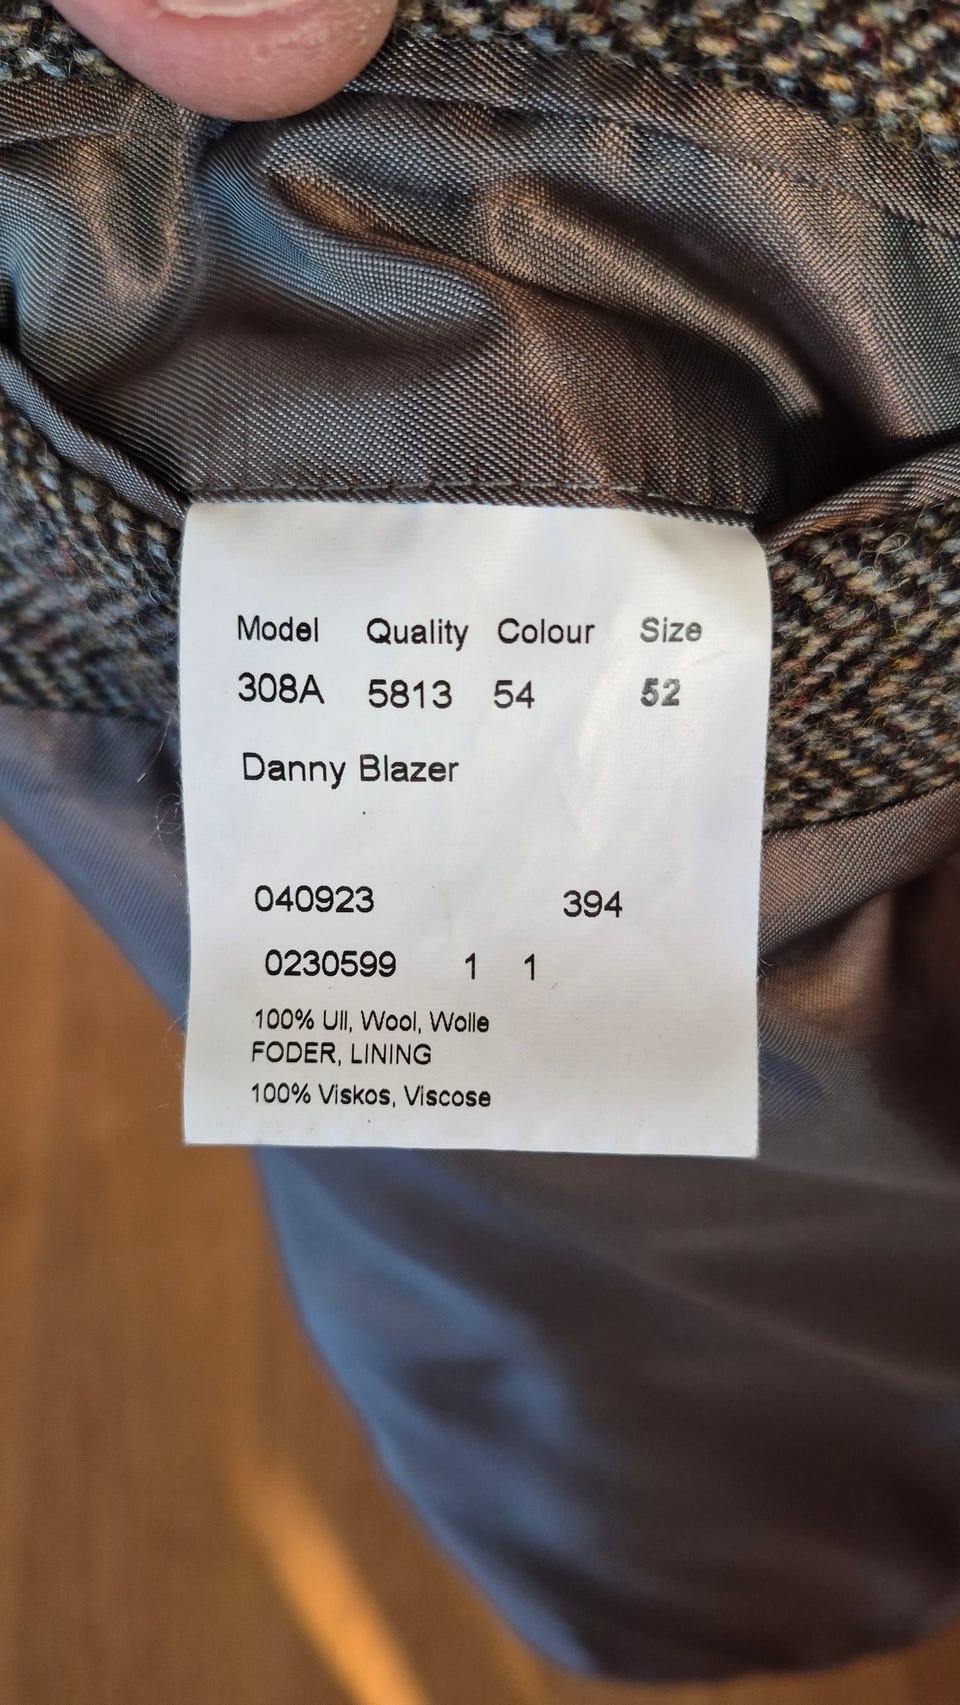 Model Quality Colour Size
308A 5813 54 52
Danny Blazer
040923 394
0230599 1 1
100% Ull, Wool, Wolle
FODER, LINING
100% Viskos, Viscose